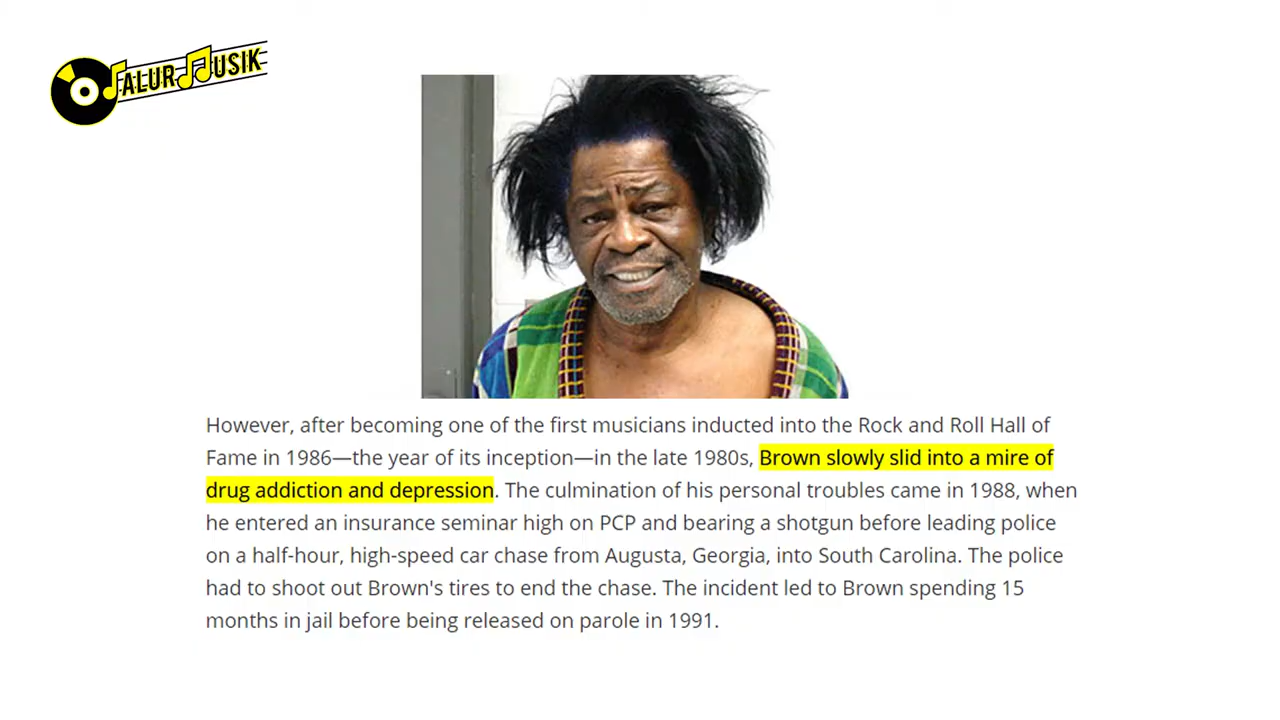 JALUR MUSIK
However, after becoming one of the first musicians inducted into the Rock and Roll Hall of
Fame in 1986—the year of its inception—in the late 1980s, Brown slowly slid into a mire of
drug addiction and depression. The culmination of his personal troubles came in 1988, when
he entered an insurance seminar high on PCP and bearing a shotgun before leading police
on a half-hour, high-speed car chase from Augusta, Georgia, into South Carolina. The police
had to shoot out Brown's tires to end the chase. The incident led to Brown spending 15
months in jail before being released on parole in 1991.